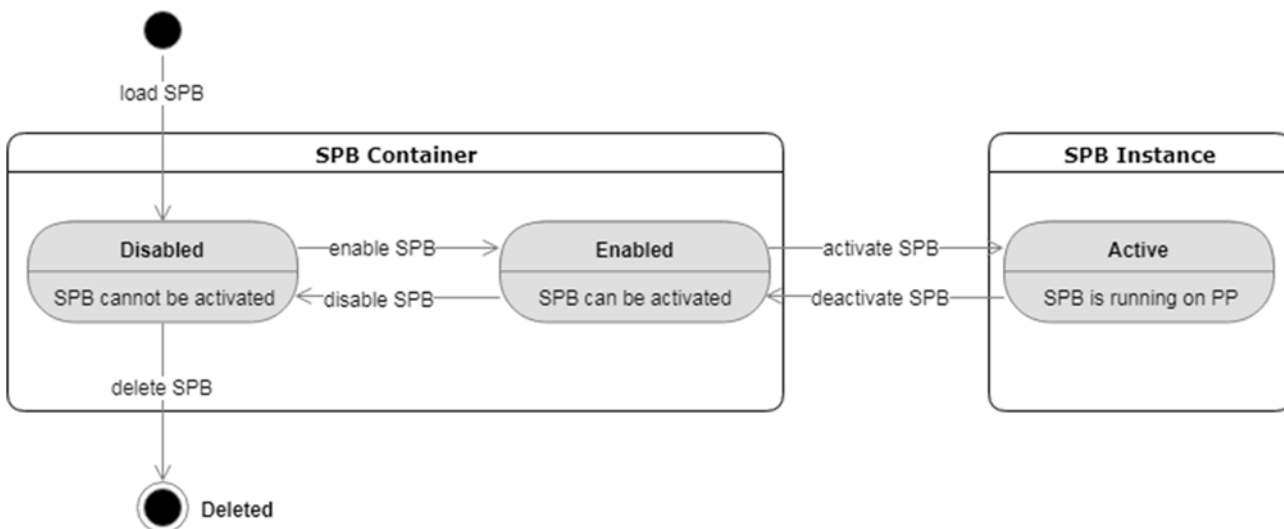 load SPB
SPB Container
SPB Instance
Disabled
enable SPB
Enabled
activate SPB
Active
SPB cannot be activated
disable SPB
SPB can be activated
deactivate SPB
SPB is running on PP
delete SPB
Deleted